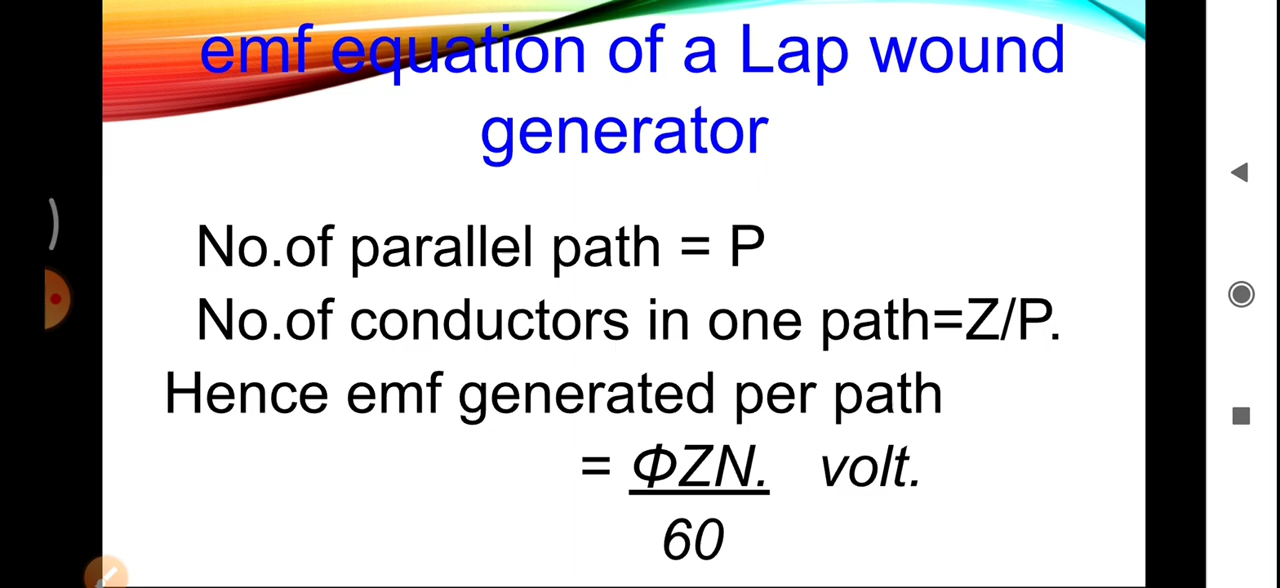 emf equation of a Lap wound
generator
No.of parallel path = P
No.of conductors in one path=Z/P.
Hence emf generated per path
= ΦZN. volt.
60